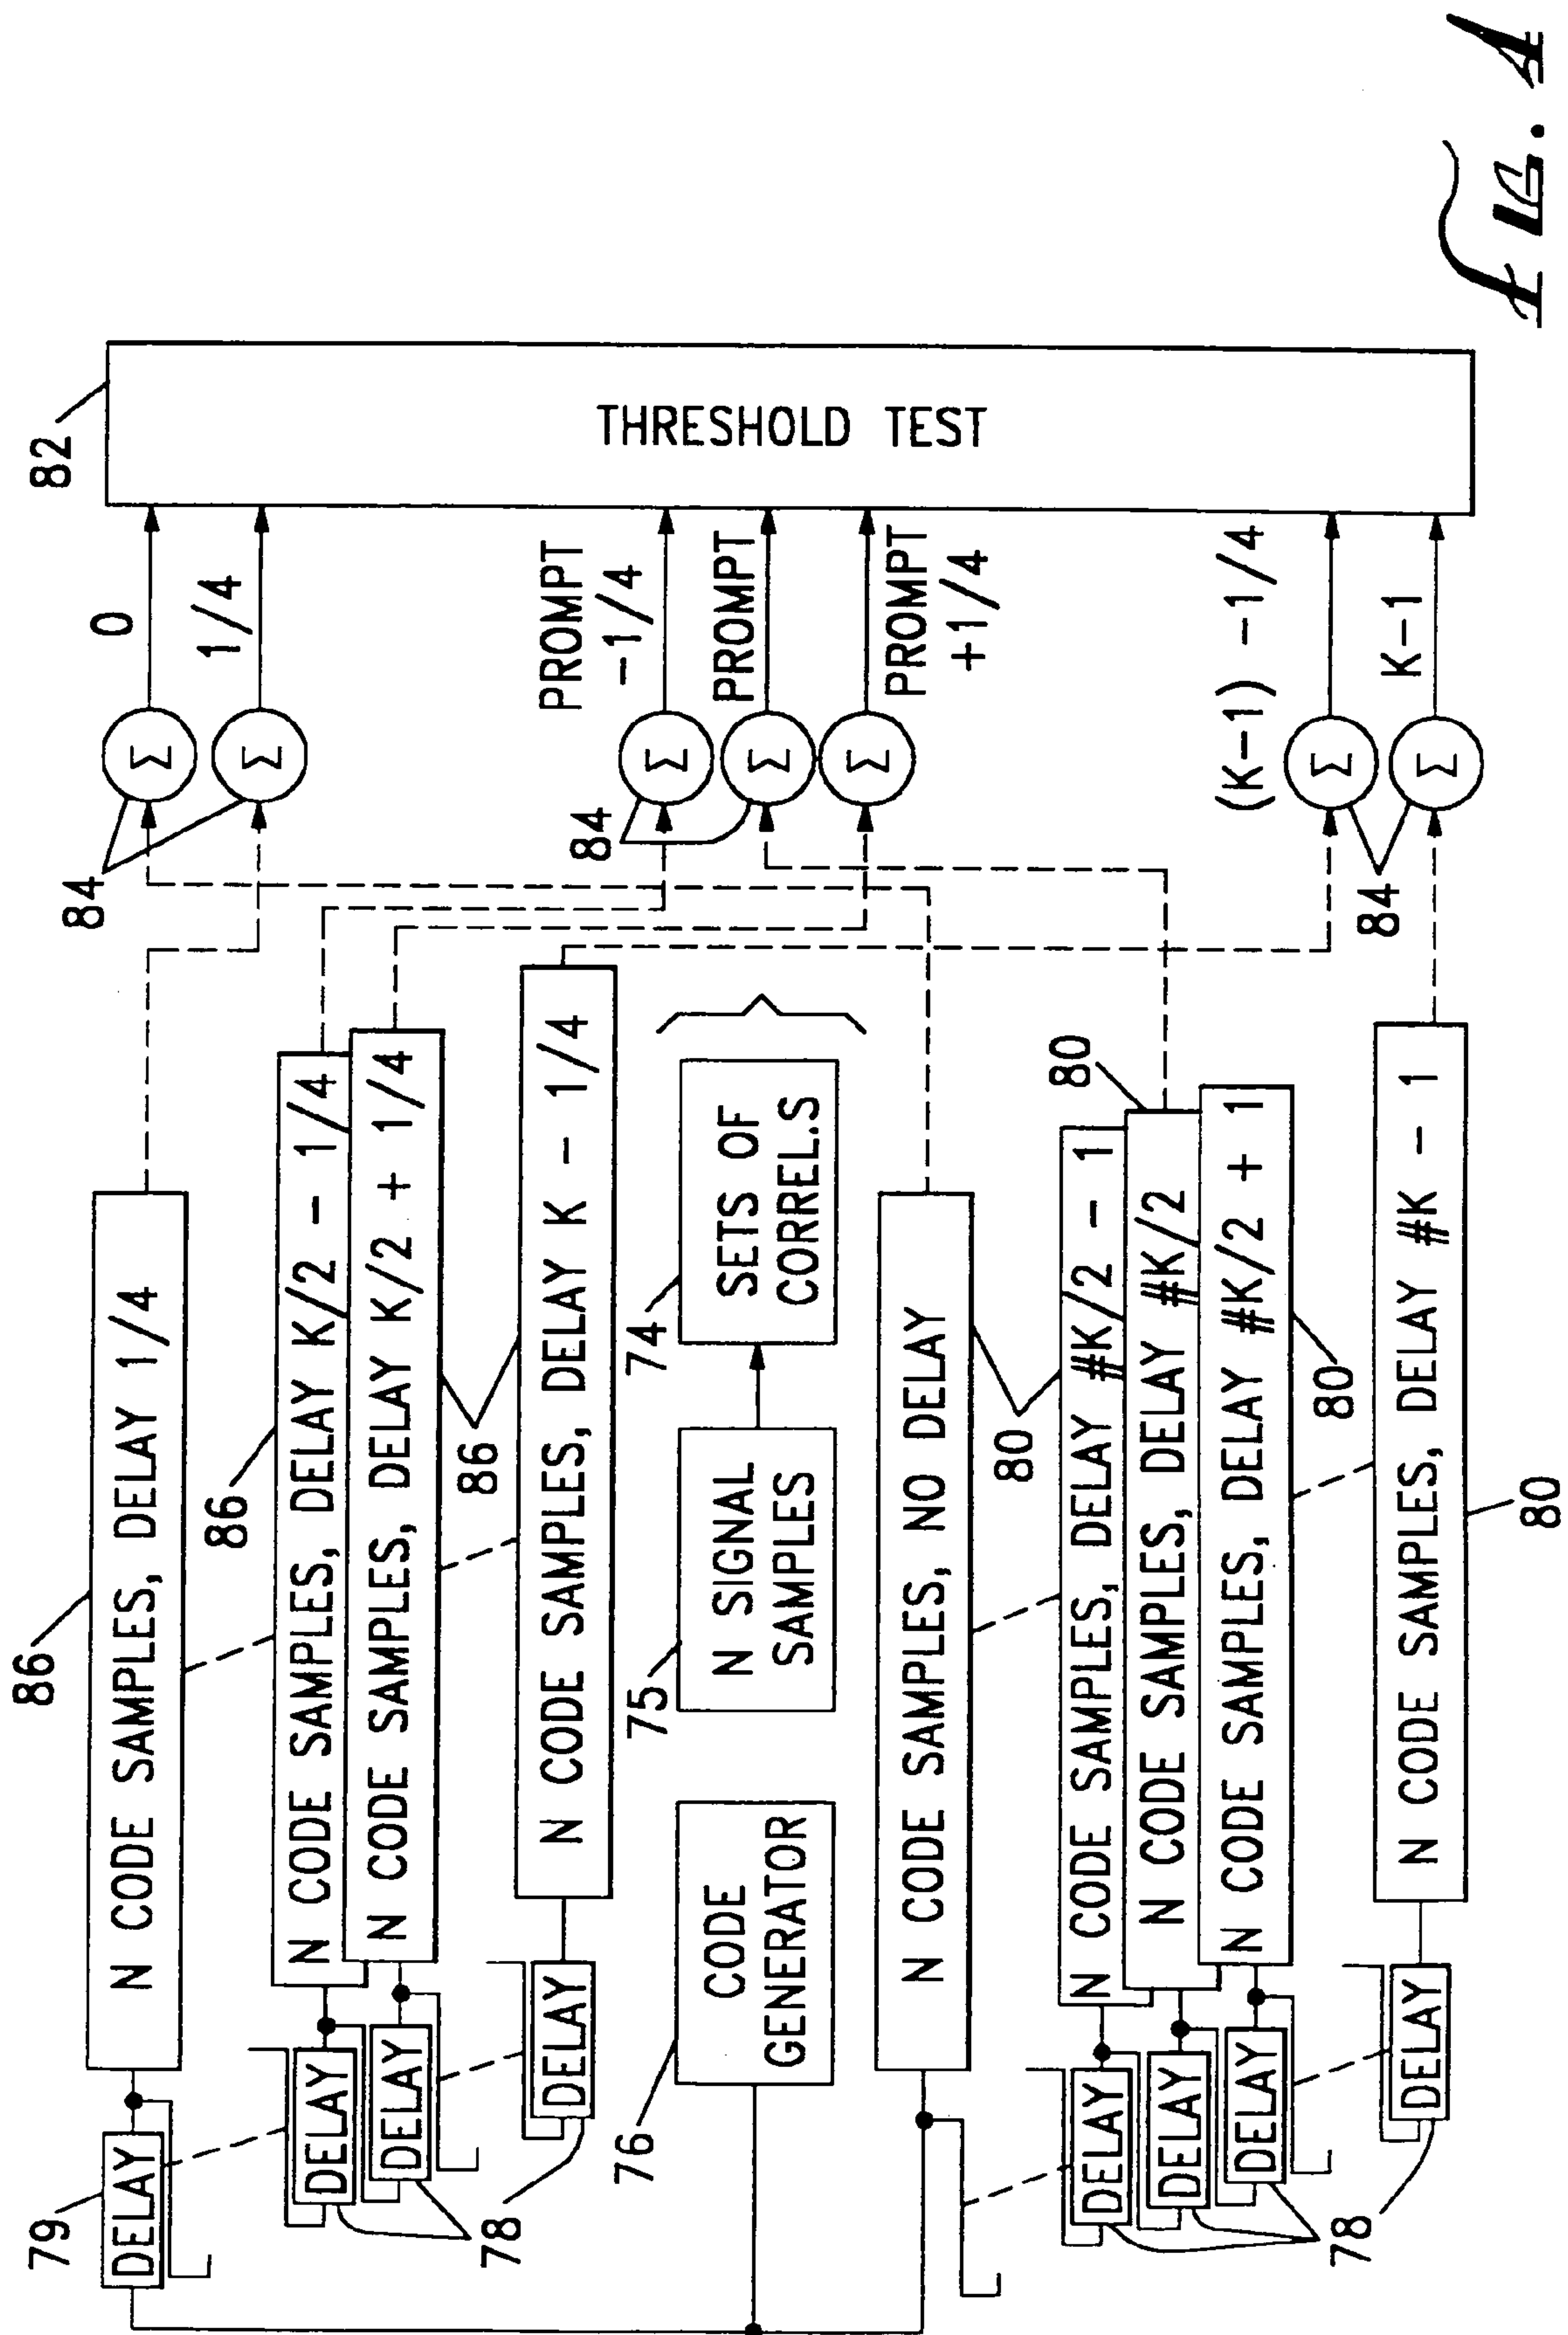 79
DELAY
86
N CODE SAMPLES, DELAY 1/4
84
Σ
0
Σ
1/4
82
THRESHOLD TEST
DELAY
86
N CODE SAMPLES, DELAY K/2 - 1/4
DELAY
N CODE SAMPLES, DELAY K/2 + 1/4
78
86
DELAY
N CODE SAMPLES, DELAY K - 1/4
84
Σ
PROMPT
-1/4
Σ
PROMPT
Σ
PROMPT
+1/4
76
CODE
GENERATOR
75
N SIGNAL
SAMPLES
74
SETS OF
CORREL.S
N CODE SAMPLES, NO DELAY
80
DELAY
N CODE SAMPLES, DELAY #K/2 - 1
80
DELAY
N CODE SAMPLES, DELAY #K/2
DELAY
N CODE SAMPLES, DELAY #K/2 + 1
80
78
DELAY
N CODE SAMPLES, DELAY #K - 1
80
84
Σ
(K-1) -1/4
Σ
K-1
FIG. 4